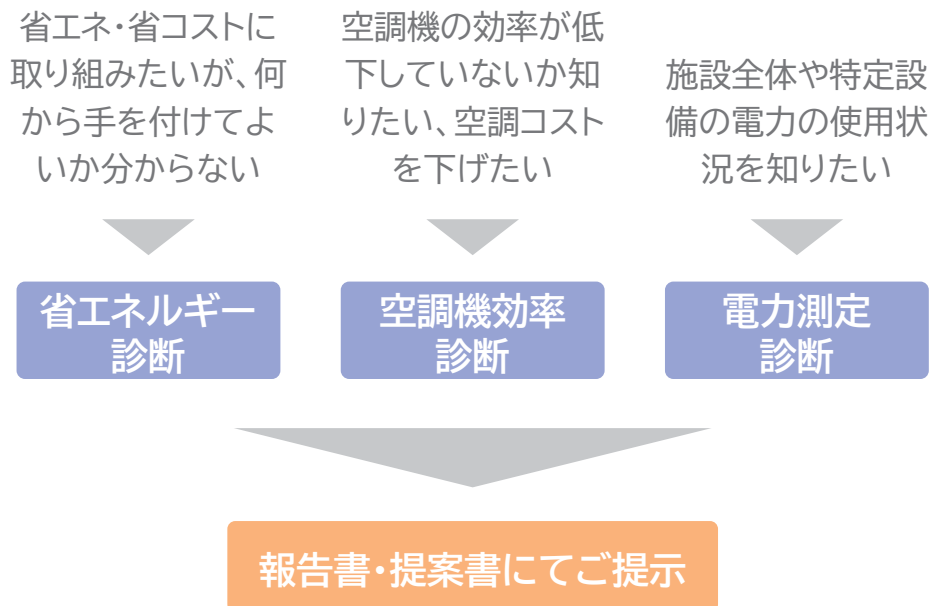 省エネ・省コストに
取り組みたいが、何
から手を付けてよ
いか分からない
空調機の効率が低
下していないか知
りたい、空調コスト
を下げたい
施設全体や特定設
備の電力の使用状
況を知りたい
省エネルギー
診断
空調機効率
診断
電力測定
診断
報告書・提案書にてご提示